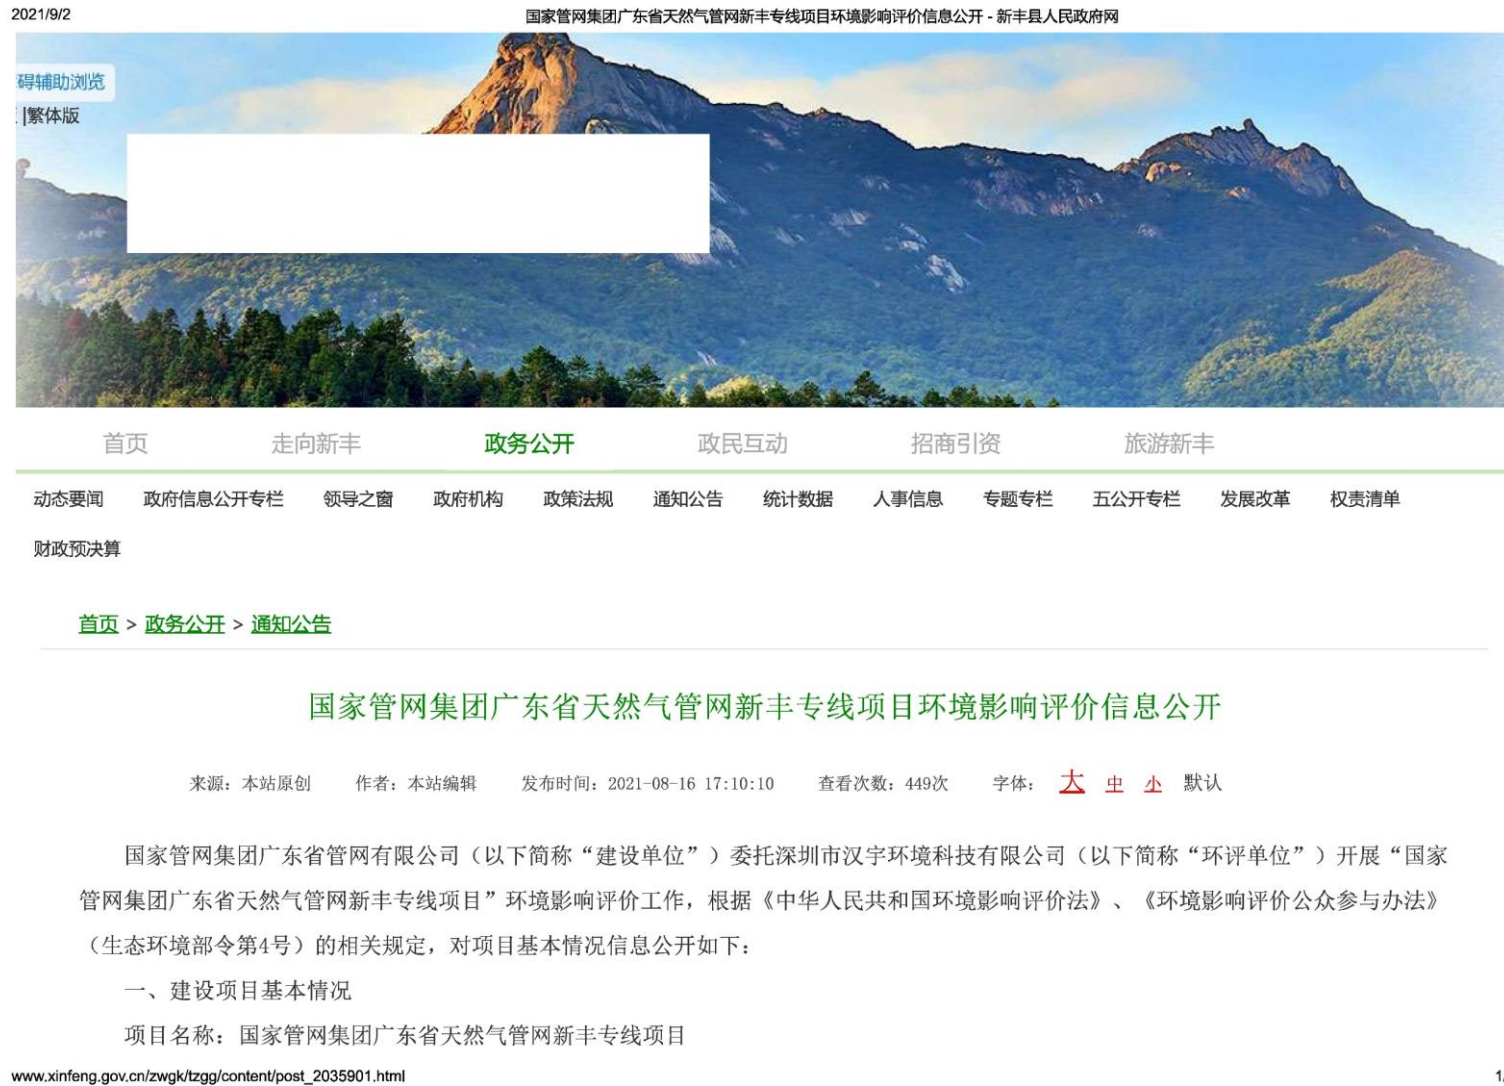 2021/9/2
国家管网集团广东省天然气管网新丰专线项目环境影响评价信息公开 - 新丰县人民政府网
碍辅助浏览
|繁体版
首页 走向新丰 政务公开 政民互动 招商引资 旅游新丰
动态要闻 政府信息公开专栏 领导之窗 政府机构 政策法规 通知公告 统计数据 人事信息 专题专栏 五公开专栏 发展改革 权责清单
财政预决算
首页 > 政务公开 > 通知公告
国家管网集团广东省天然气管网新丰专线项目环境影响评价信息公开
来源：本站原创 作者：本站编辑 发布时间：2021-08-16 17:10:10 查看次数：449次 字体： 大 中 小 默认
国家管网集团广东省管网有限公司（以下简称“建设单位”）委托深圳市汉宇环境科技有限公司（以下简称“环评单位”）开展“国家
管网集团广东省天然气管网新丰专线项目”环境影响评价工作，根据《中华人民共和国环境影响评价法》、《环境影响评价公众参与办法》
（生态环境部令第4号）的相关规定，对项目基本情况信息公开如下：
一、建设项目基本情况
项目名称：国家管网集团广东省天然气管网新丰专线项目
www.xinfeng.gov.cn/zwgk/tzgg/content/post_2035901.html